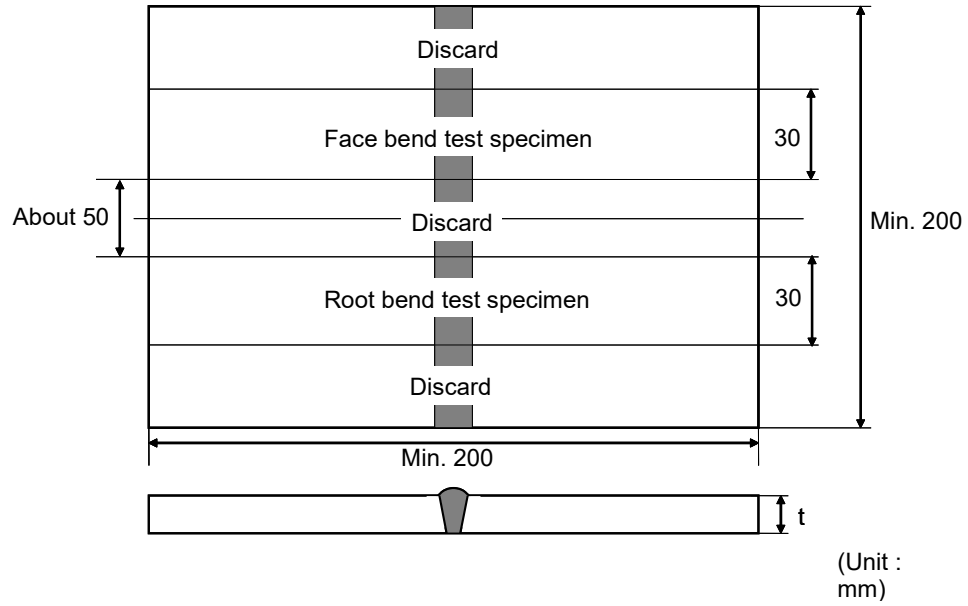 Discard
Face bend test specimen
30
About 50
Discard
Min. 200
Root bend test specimen
30
Discard
Min. 200
t
(Unit :
mm)